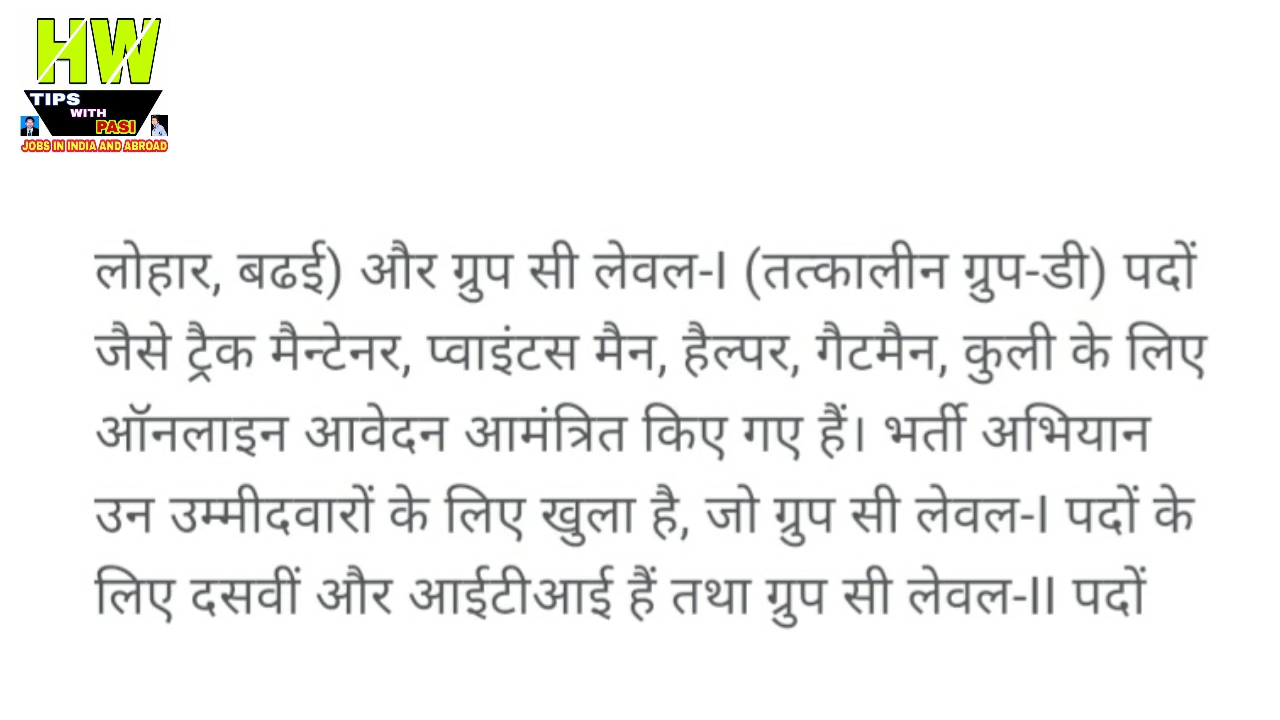 HW
TIPS
WITH
PASI
JOBS IN INDIA AND ABROAD
लोहार, बढई) और ग्रुप सी लेवल-I (तत्कालीन ग्रुप-डी) पदों
जैसे ट्रैक मैन्टेनर, प्वाइंटस मैन, हैल्पर, गैटमैन, कुली के लिए
ऑनलाइन आवेदन आमंत्रित किए गए हैं। भर्ती अभियान
उन उम्मीदवारों के लिए खुला है, जो ग्रुप सी लेवल-I पदों के
लिए दसवीं और आईटीआई हैं तथा ग्रुप सी लेवल-II पदों